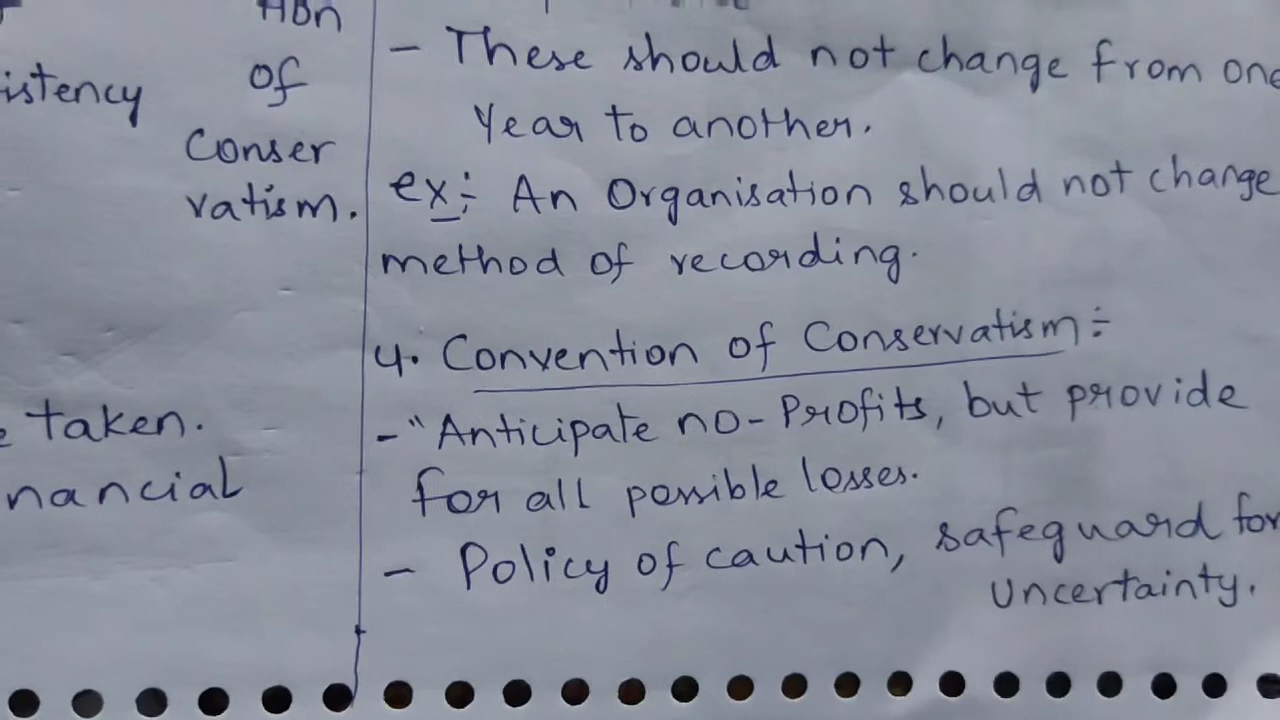 of
istency
Conser
vatism.
e taken.
nancial
- These should not change from one
Year to another.
ex:- An Organisation should not change
method of recording.
4. Convention of Conservatism:-
- "Anticipate no-Profits, but provide
for all possible losses.
- Policy of caution, safeguard for
uncertainty.